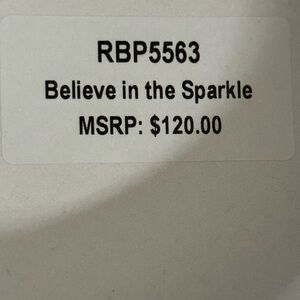 RBP5563
Believe in the Sparkle
MSRP: $120.00